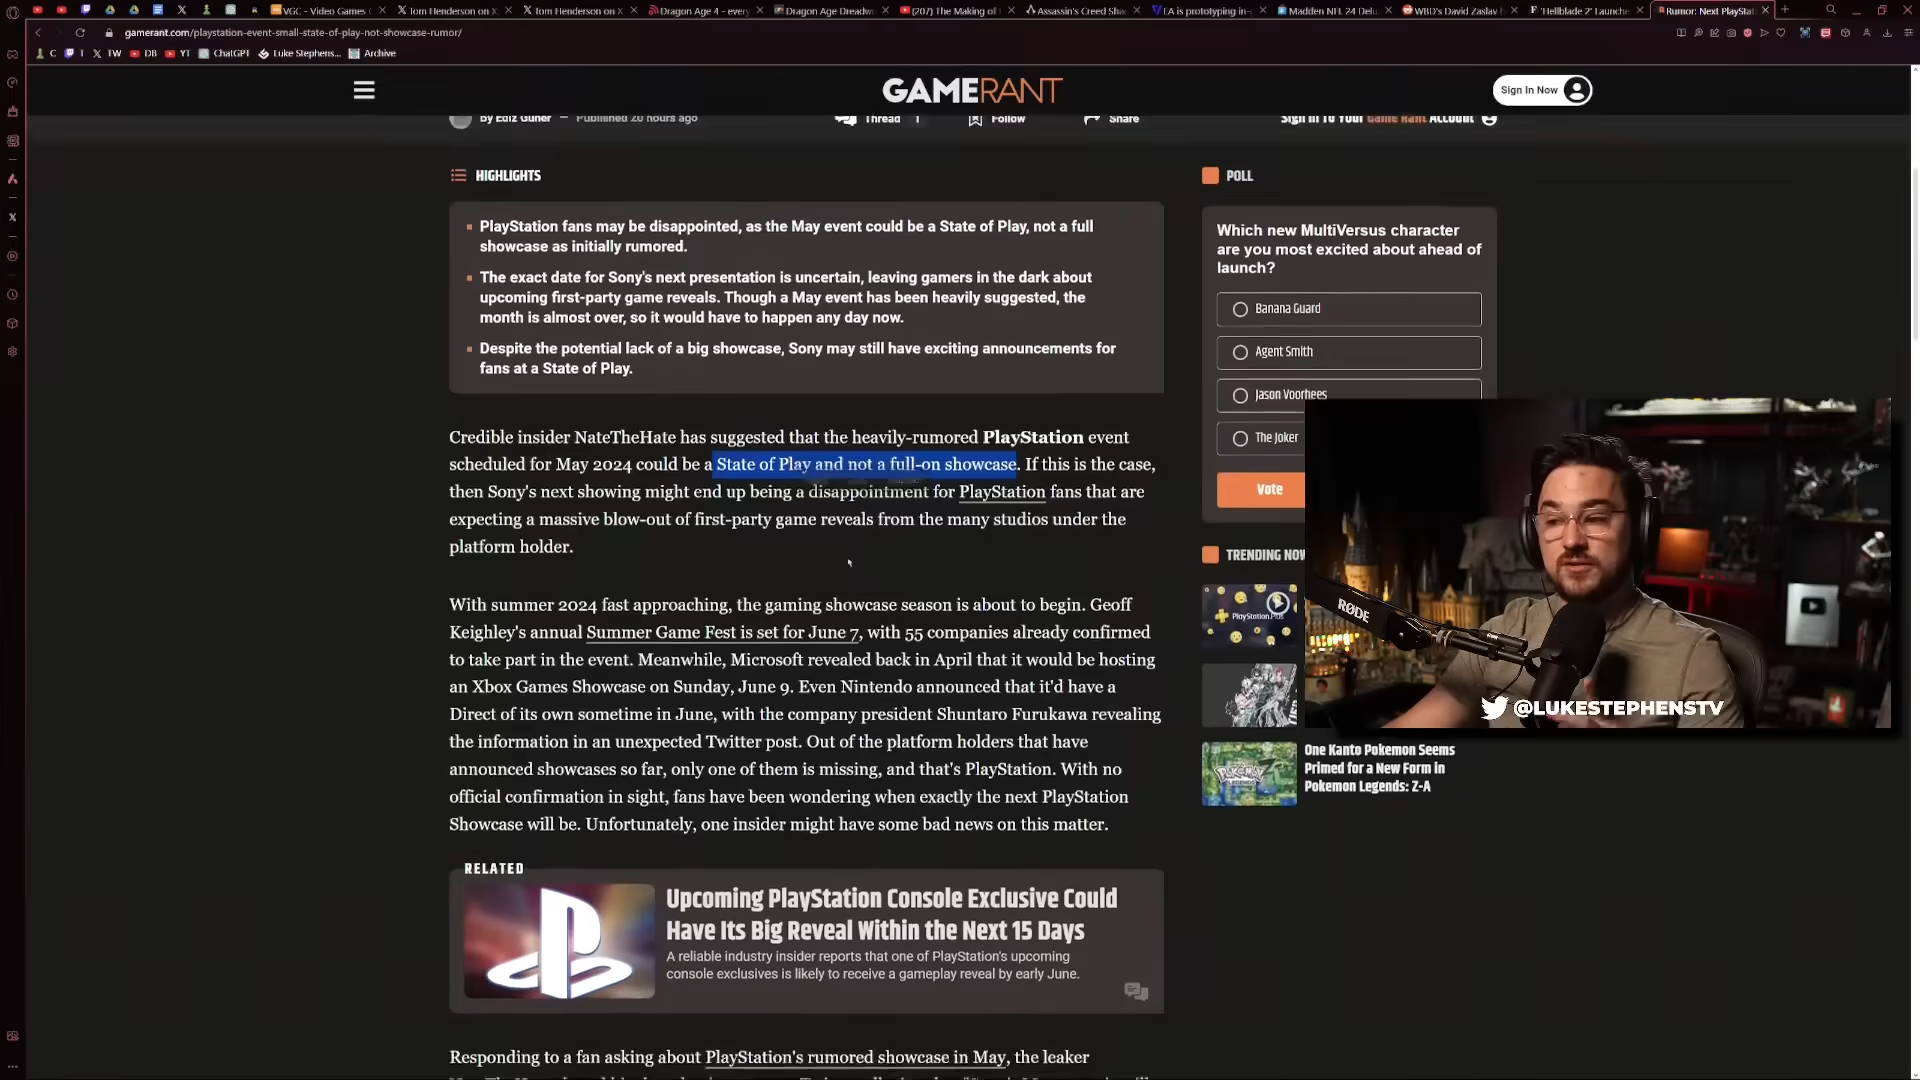 VGC - Video Games
Tom Henderson on X
Tom Henderson on X
Dragon Age 4 - every
Dragon Age Dreadwo
(207) The Making of
Assassin's Creed Sha
EA is prototyping in-
Madden NFL 24 Delu
WBD's David Zaslav
'Hellblade 2' Launche
Rumor: Next PlayStat
gamerant.com/playstation-event-small-state-of-play-not-showcase-rumor/
C
T
TW
DB
YT
ChatGPT
Luke Stephens...
Archive
GAMERANT
Sign In Now
By Ediz Guner — Published 20 hours ago
Thread 1
Follow
Share
Sign in to your Game Rant account
HIGHLIGHTS
PlayStation fans may be disappointed, as the May event could be a State of Play, not a full
showcase as initially rumored.
The exact date for Sony's next presentation is uncertain, leaving gamers in the dark about
upcoming first-party game reveals. Though a May event has been heavily suggested, the
month is almost over, so it would have to happen any day now.
Despite the potential lack of a big showcase, Sony may still have exciting announcements for
fans at a State of Play.
Credible insider NateTheHate has suggested that the heavily-rumored PlayStation event
scheduled for May 2024 could be a State of Play and not a full-on showcase. If this is the case,
then Sony's next showing might end up being a disappointment for PlayStation fans that are
expecting a massive blow-out of first-party game reveals from the many studios under the
platform holder.
With summer 2024 fast approaching, the gaming showcase season is about to begin. Geoff
Keighley's annual Summer Game Fest is set for June 7, with 55 companies already confirmed
to take part in the event. Meanwhile, Microsoft revealed back in April that it would be hosting
an Xbox Games Showcase on Sunday, June 9. Even Nintendo announced that it'd have a
Direct of its own sometime in June, with the company president Shuntaro Furukawa revealing
the information in an unexpected Twitter post. Out of the platform holders that have
announced showcases so far, only one of them is missing, and that's PlayStation. With no
official confirmation in sight, fans have been wondering when exactly the next PlayStation
Showcase will be. Unfortunately, one insider might have some bad news on this matter.
RELATED
Upcoming PlayStation Console Exclusive Could
Have Its Big Reveal Within the Next 15 Days
A reliable industry insider reports that one of PlayStation's upcoming
console exclusives is likely to receive a gameplay reveal by early June.
Responding to a fan asking about PlayStation's rumored showcase in May, the leaker
POLL
Which new MultiVersus character
are you most excited about ahead of
launch?
Banana Guard
Agent Smith
Jason Voorhees
The Joker
Vote
TRENDING NOW
PlayStation.Plus
One Kanto Pokemon Seems
Primed for a New Form in
Pokemon Legends: Z-A
RØDE
@LUKESTEPHENSTV